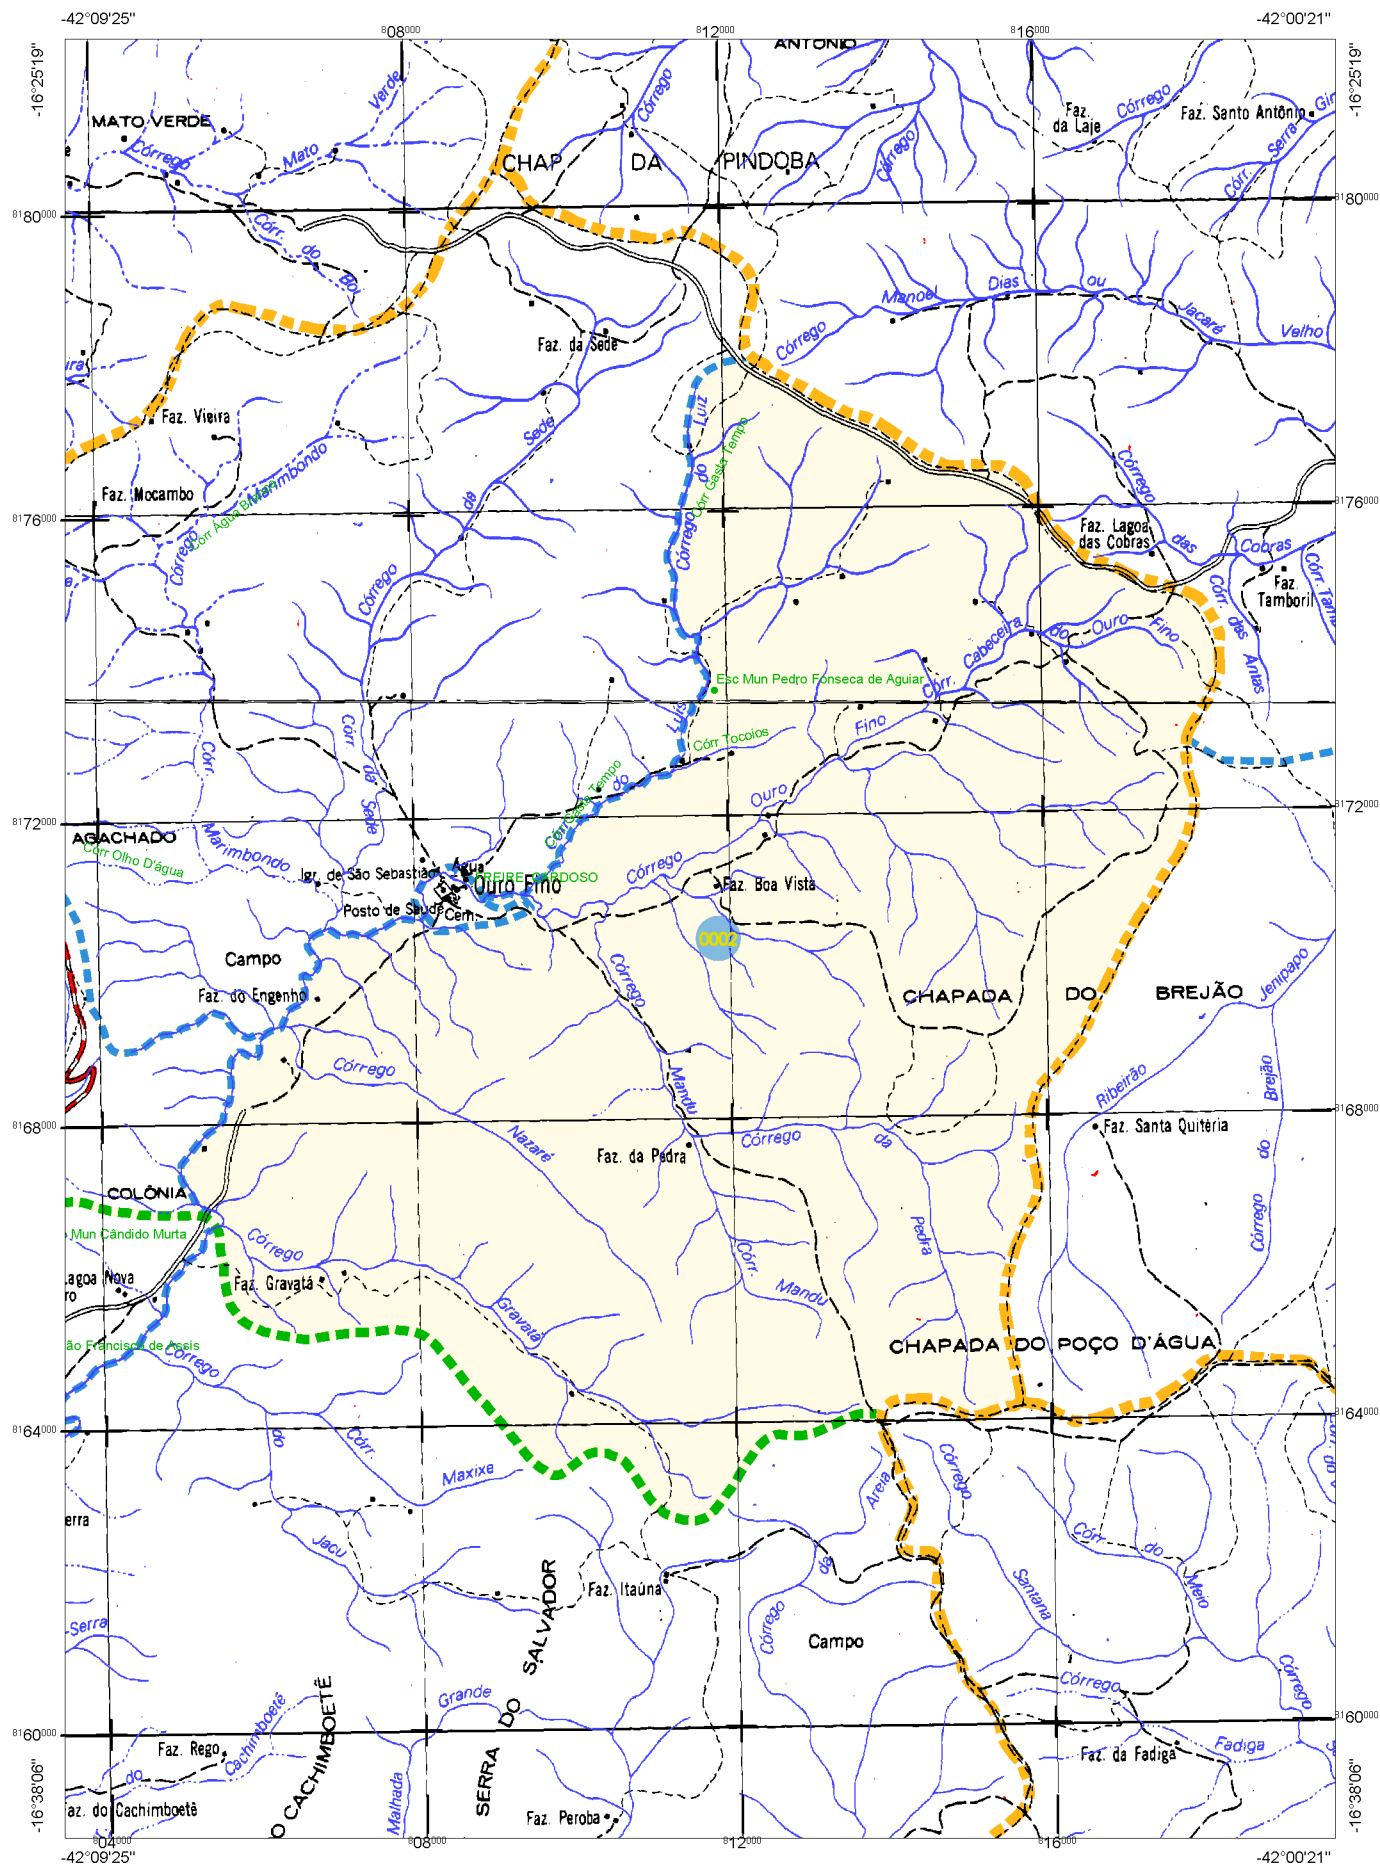 -42°09'25"
-42°00'21"
808000
812000
816000
-16°25'19"
-16°25'19"
ANTONIO
MATO VERDE
Verde
Córrego
Mato
Córrego
Faz.
da Laje
Córrego
Faz. Santo Antônio
Serra
Córr.
CHAP DA PINDOBA
Córrego
8180000
8180000
Córr. do Boi
Manoel Dias ou Jacaré Velho
Córrego
Faz. da Sede
Faz. Vieira
Sede
da
Córrego
Luiz
do
Córrego
Córr Gasta Tempo
Faz. Mocambo
Marimbondo
Córrego
8176000
8176000
Córrego
das
Cobras
Faz. Lagoa
das Cobras
Faz.
Tamboril
Córr. das Antas
Cabeceira do Ouro Fino
Córr.
Esc Mun Pedro Fonseca de Aguiar
Fino
Luís
Córr Tocoios
do
Córr Gasta Tempo
Ouro
Córr. da Sede
Córr.
8172000
8172000
AGACHADO
Marimbondo
Córr Olho D'água
Igr. de São Sebastião
Água
FREIRE CARDOSO
Ouro Fino
Posto de Saúde
Cem.
Córrego
Faz. Boa Vista
0002
Campo
Faz. do Engenho
Córrego
CHAPADA DO BREJÃO
Jenipapo
Ribeirão
Brejão
do
Córrego
Córrego
Nazaré
Mandu
8168000
8168000
Faz. Santa Quitéria
Córrego da Pedra
Faz. da Pedra
COLÔNIA
Mun Cândido Murta
Córrego
Faz. Gravatá
Gravatá
Córr. Mandu
agoa Nova
ro
ão Francisco de Assis
Córrego
CHAPADA DO POÇO D'ÁGUA
8164000
8164000
do
Córr.
Maxixe
Areia
da
Córrego
Córrego
Santana
Córr. do Meio
erra
Jacu
Faz. Itaúna
SERRA DO SALVADOR
Campo
-Serra
Córrego
Córrego
Grande
O CACHIMBOETÊ
Cachimboetê
do
8160000
8160000
Faz. Rego
Faz. da Fadiga
Fadiga
Faz. do Cachimboetê
Malhada
Faz. Peroba
-16°38'06"
-16°38'06"
804000
808000
812000
816000
-42°09'25"
-42°00'21"